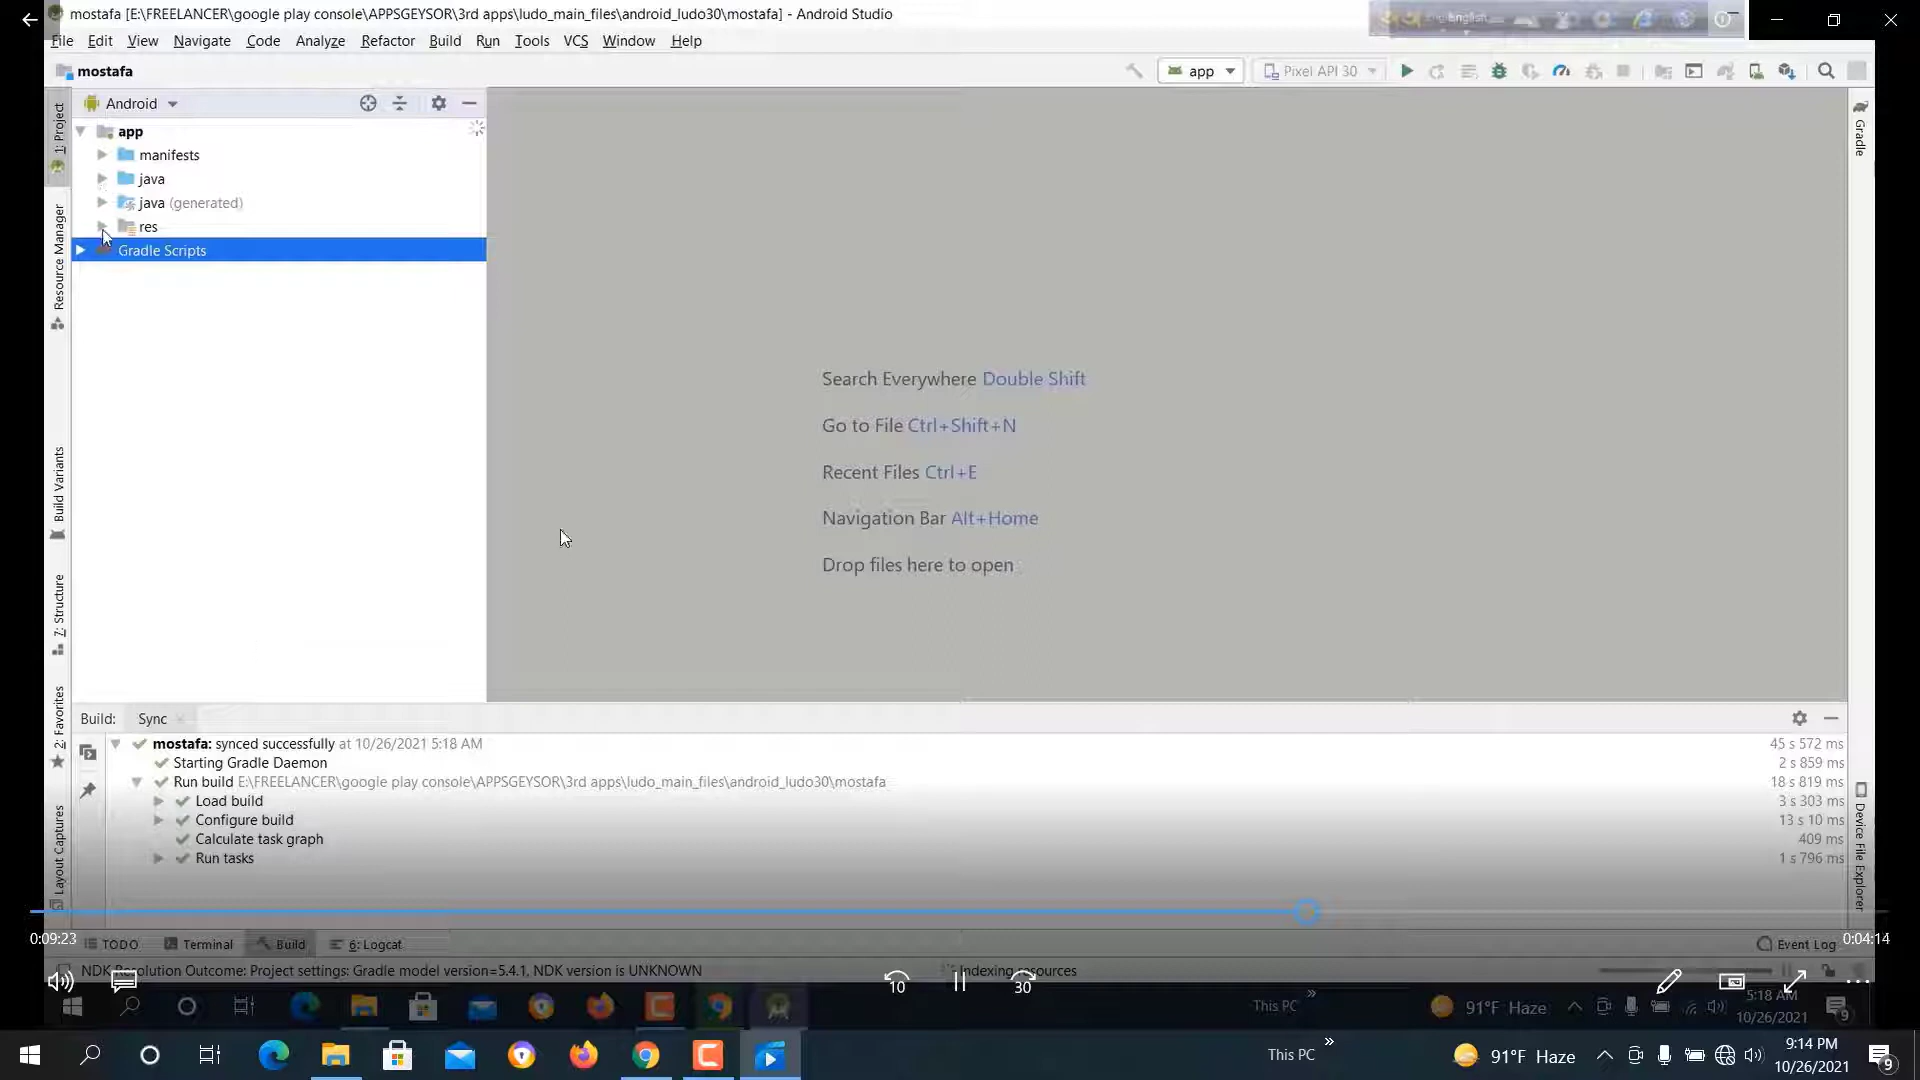 mostafa [E:\FREELANCER\google play console\APPSGEYSOR\3rd apps\ludo_main_files\android_ludo30\mostafa] - Android Studio
English
File Edit View Navigate Code Analyze Refactor Build Run Tools VCS Window Help
mostafa
app
Pixel API 30
1: Project
Resource Manager
Build Variants
7: Structure
2: Favorites
Layout Captures
Android
app
manifests
java
java (generated)
res
Gradle Scripts
Search Everywhere Double Shift
Go to File Ctrl+Shift+N
Recent Files Ctrl+E
Navigation Bar Alt+Home
Drop files here to open
Gradle
Device File Explorer
Build: Sync
mostafa: synced successfully at 10/26/2021 5:18 AM 45 s 572 ms
Starting Gradle Daemon 2 s 859 ms
Run build E:\FREELANCER\google play console\APPSGEYSOR\3rd apps\ludo_main_files\android_ludo30\mostafa 18 s 819 ms
Load build 3 s 303 ms
Configure build 13 s 10 ms
Calculate task graph 409 ms
Run tasks 1 s 796 ms
0:09:23
0:04:14
TODO Terminal Build 6: Logcat Event Log
NDK Resolution Outcome: Project settings: Gradle model version=5.4.1, NDK version is UNKNOWN
Indexing resources
10
30
This PC
91°F Haze
5:18 AM
10/26/2021
9
This PC
91°F Haze
9:14 PM
10/26/2021
9